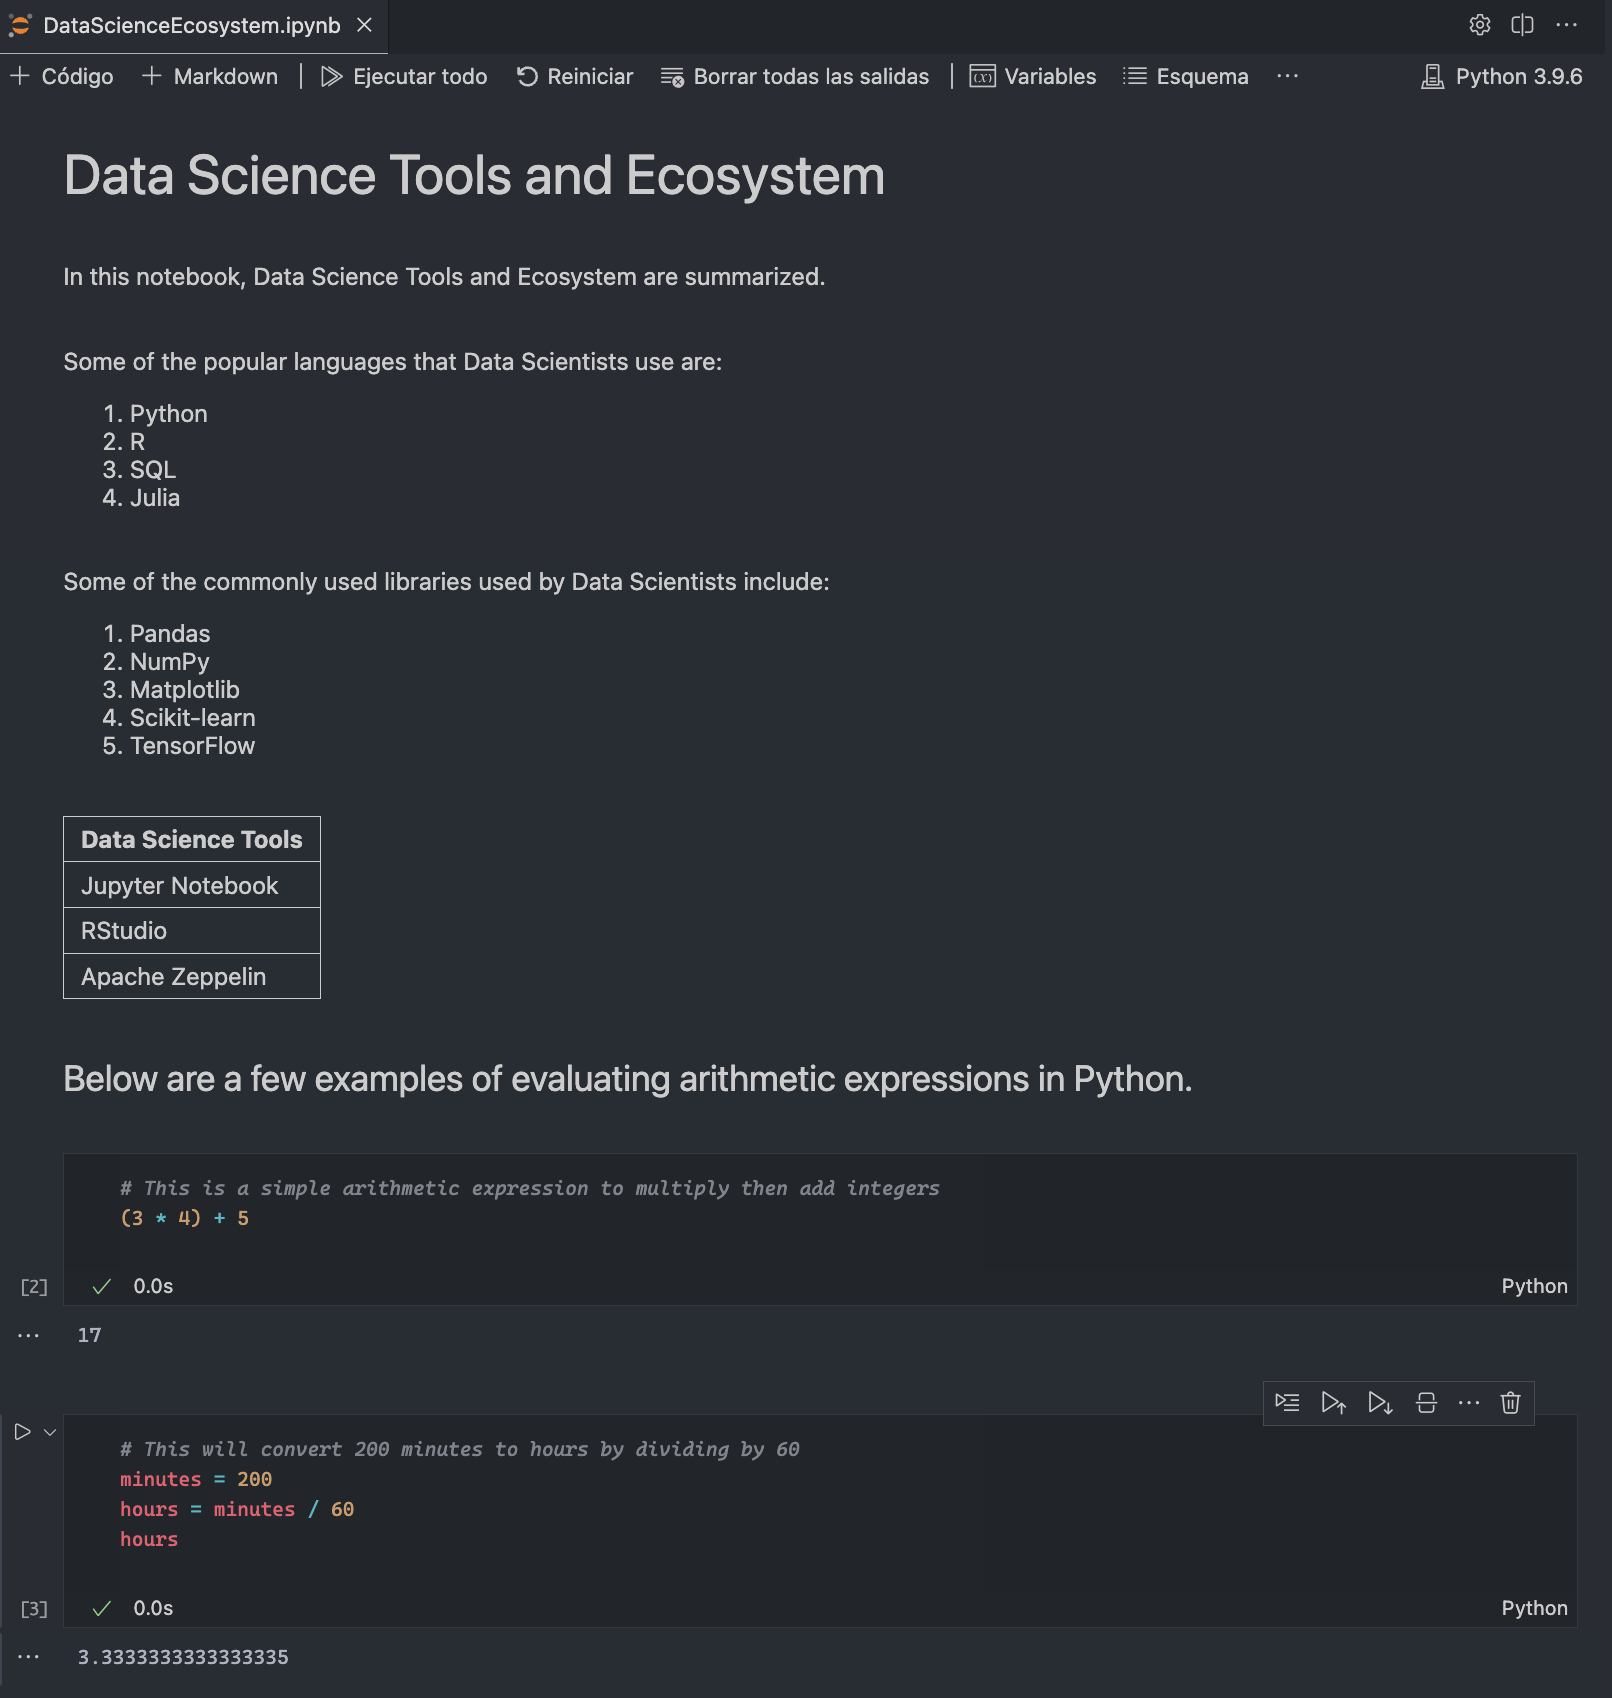 DataScienceEcosystem.ipynb
Código Markdown Ejecutar todo Reiniciar Borrar todas las salidas Variables Esquema ... Python 3.9.6
Data Science Tools and Ecosystem
In this notebook, Data Science Tools and Ecosystem are summarized.
Some of the popular languages that Data Scientists use are:
1. Python
2. R
3. SQL
4. Julia
Some of the commonly used libraries used by Data Scientists include:
1. Pandas
2. NumPy
3. Matplotlib
4. Scikit-learn
5. TensorFlow
Data Science Tools
Jupyter Notebook
RStudio
Apache Zeppelin
Below are a few examples of evaluating arithmetic expressions in Python.
# This is a simple arithmetic expression to multiply then add integers
(3 * 4) + 5
[2] 0.0s Python
... 17
# This will convert 200 minutes to hours by dividing by 60
minutes = 200
hours = minutes / 60
hours
[3] 0.0s Python
... 3.3333333333333335